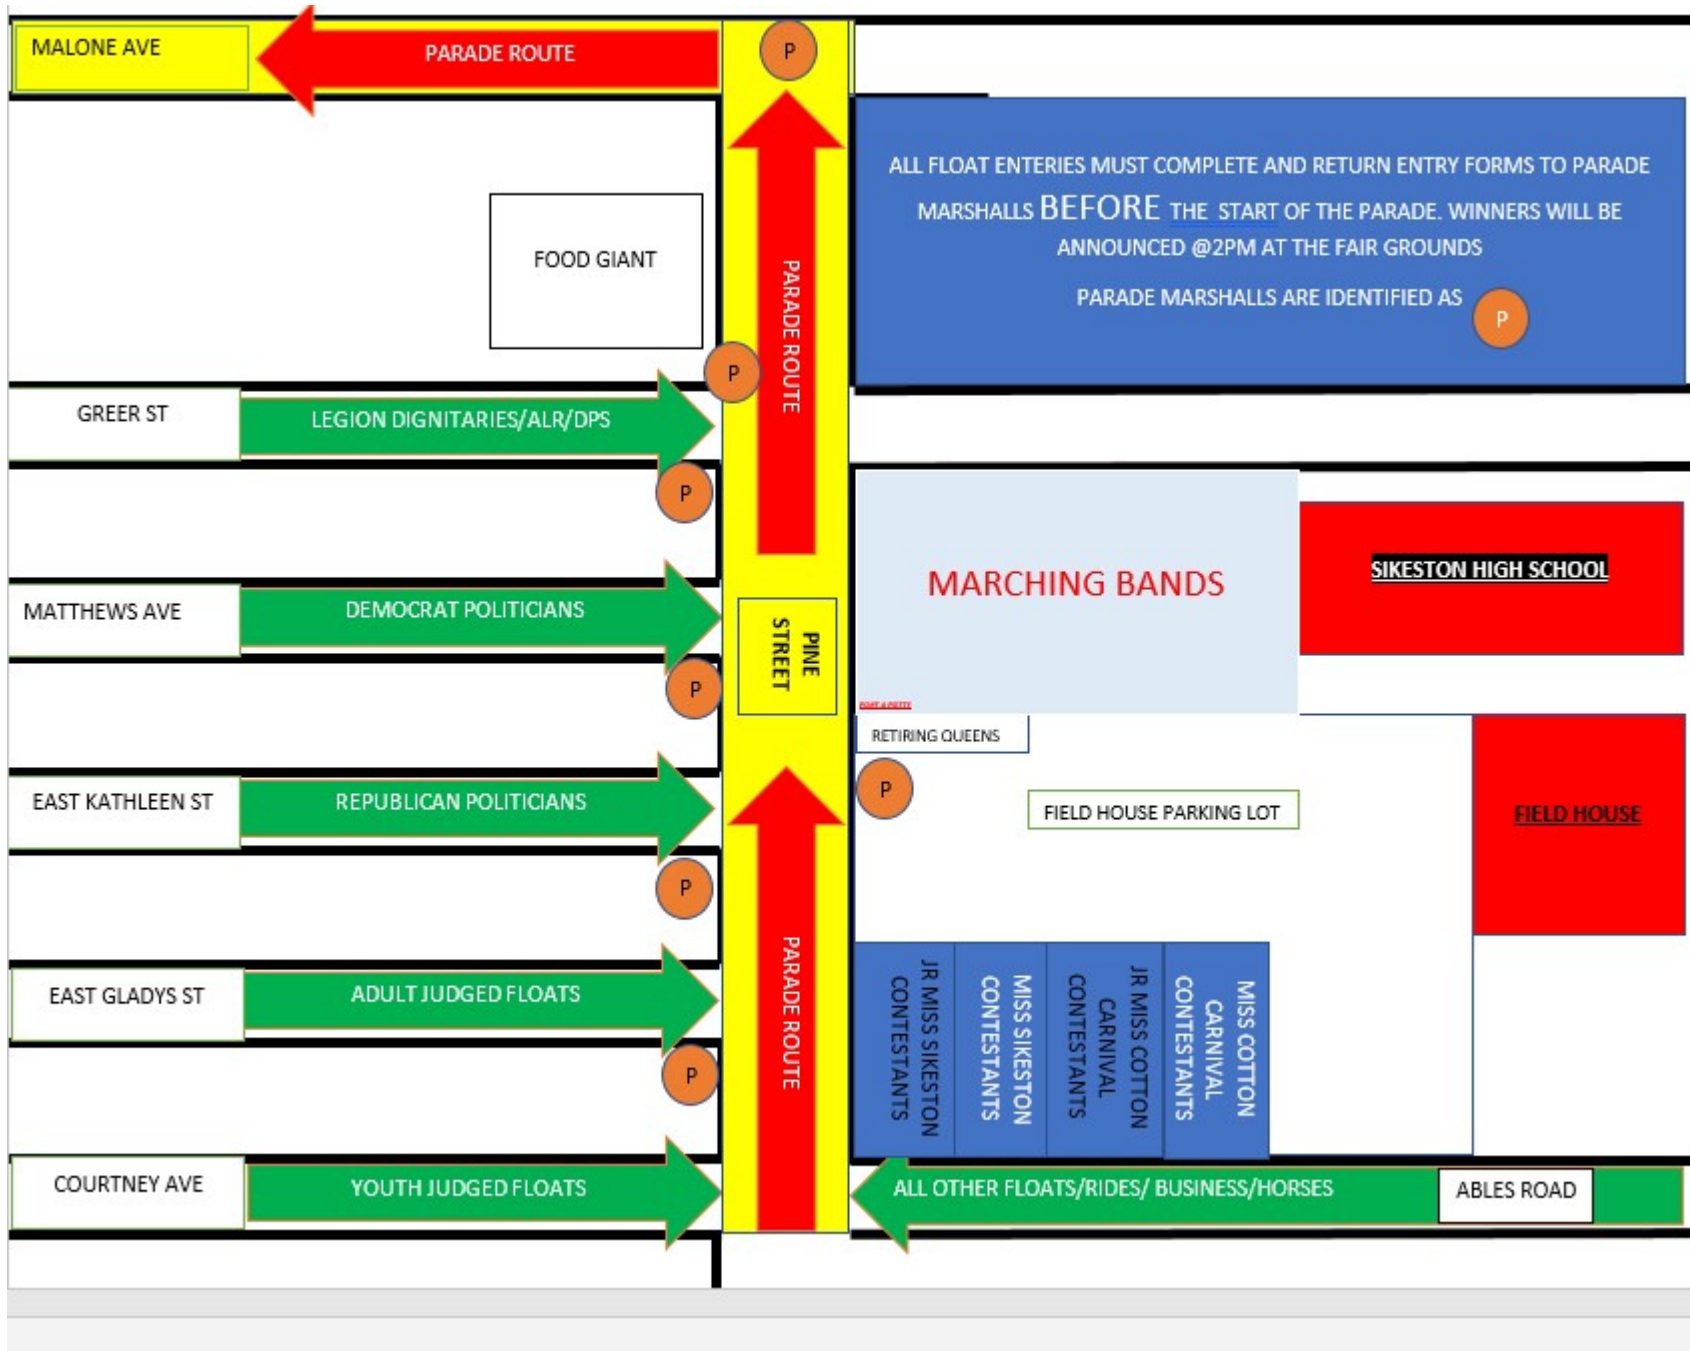 MALONE AVE
PARADE ROUTE
P
ALL FLOAT ENTERIES MUST COMPLETE AND RETURN ENTRY FORMS TO PARADE
MARSHALLS BEFORE THE START OF THE PARADE. WINNERS WILL BE
ANNOUNCED @2PM AT THE FAIR GROUNDS
PARADE MARSHALLS ARE IDENTIFIED AS
P
FOOD GIANT
PARADE ROUTE
P
GREER ST
LEGION DIGNITARIES/ALR/DPS
P
MARCHING BANDS
SIKESTON HIGH SCHOOL
MATTHEWS AVE
DEMOCRAT POLITICIANS
PINE
STREET
P
RETIRING QUEENS
P
EAST KATHLEEN ST
REPUBLICAN POLITICIANS
FIELD HOUSE PARKING LOT
FIELD HOUSE
P
EAST GLADYS ST
ADULT JUDGED FLOATS
PARADE ROUTE
JR MISS SIKESTON
CONTESTANTS
MISS SIKESTON
CONTESTANTS
JR MISS COTTON
CARNIVAL
CONTESTANTS
MISS COTTON
CARNIVAL
CONTESTANTS
P
COURTNEY AVE
YOUTH JUDGED FLOATS
ALL OTHER FLOATS/RIDES/ BUSINESS/HORSES
ABLES ROAD